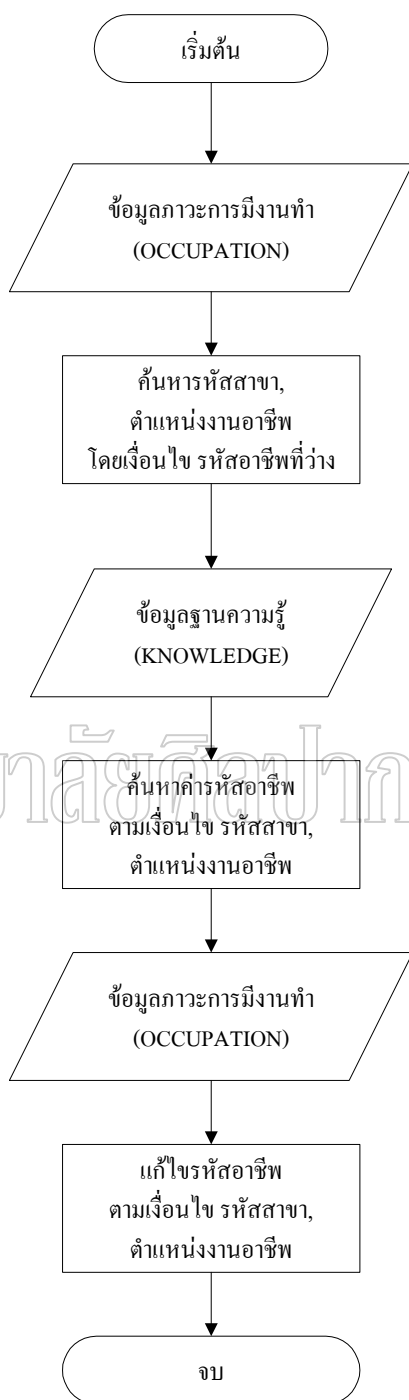 เริ่มต้น
ข้อมูลภาวะการมีงานทำ
(OCCUPATION)
ค้นหารหัสสาขา,
ตำแหน่งงานอาชีพ
โดยเงื่อนไข รหัสอาชีพที่ว่าง
ข้อมูลฐานความรู้
(KNOWLEDGE)
ค้นหาค่ารหัสอาชีพ
ตามเงื่อนไข รหัสสาขา,
ตำแหน่งงานอาชีพ
ข้อมูลภาวะการมีงานทำ
(OCCUPATION)
แก้ไขรหัสอาชีพ
ตามเงื่อนไข รหัสสาขา,
ตำแหน่งงานอาชีพ
จบ